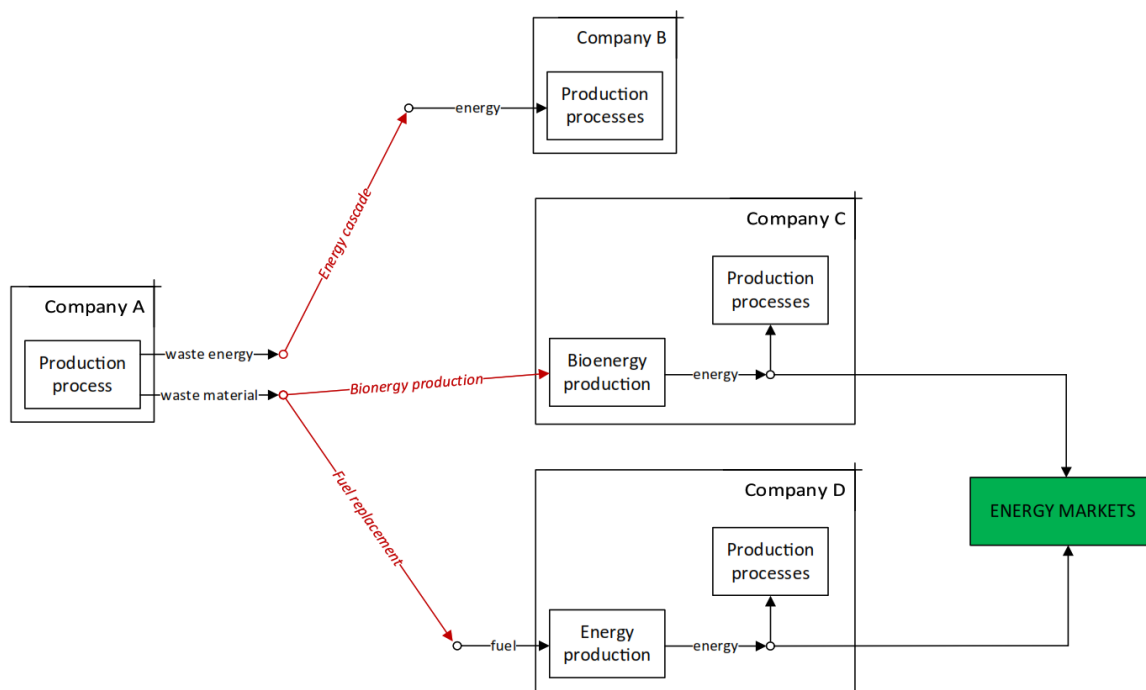 Company B
Production
processes
energy
Energy cascade
Company C
Production
processes
Company A
Production
process
waste energy
waste material
Bionergy production
Bioenergy
production
energy
Fuel replacement
Company D
ENERGY MARKETS
Production
processes
fuel
Energy
production
energy